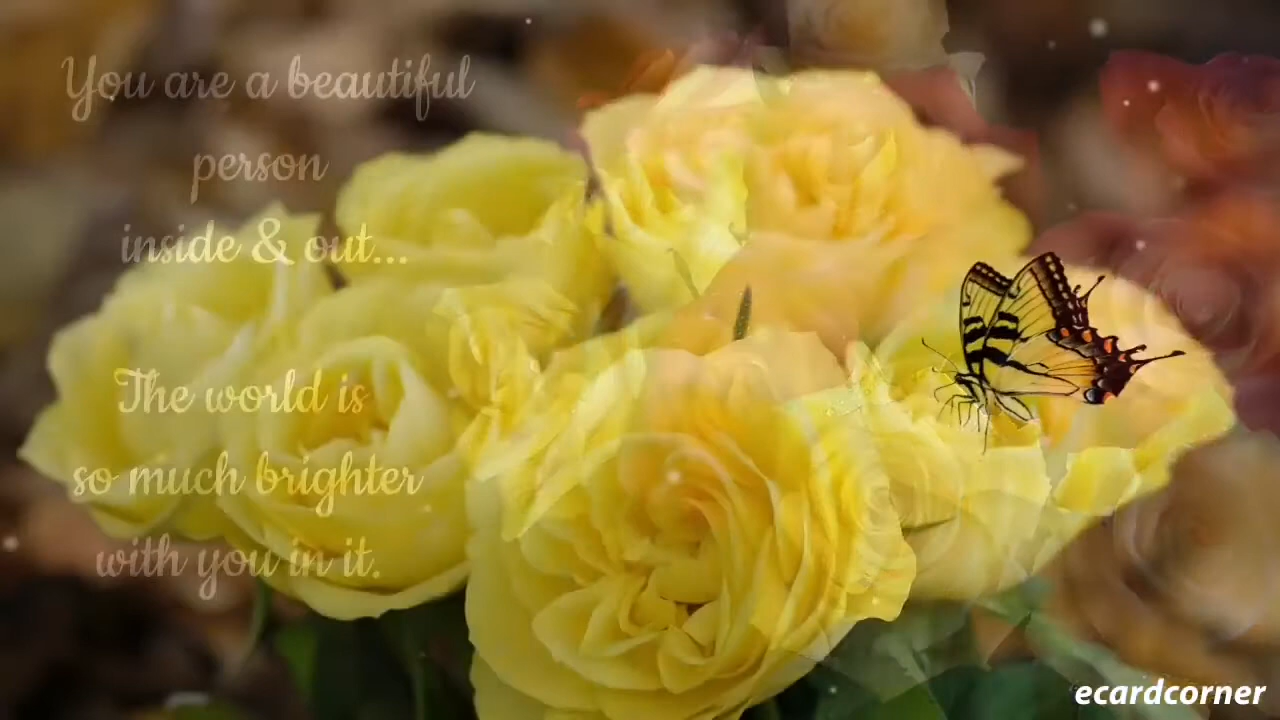 You are a beautiful
person
inside & out...
The world is
so much brighter
with you in it.
ecardcorner